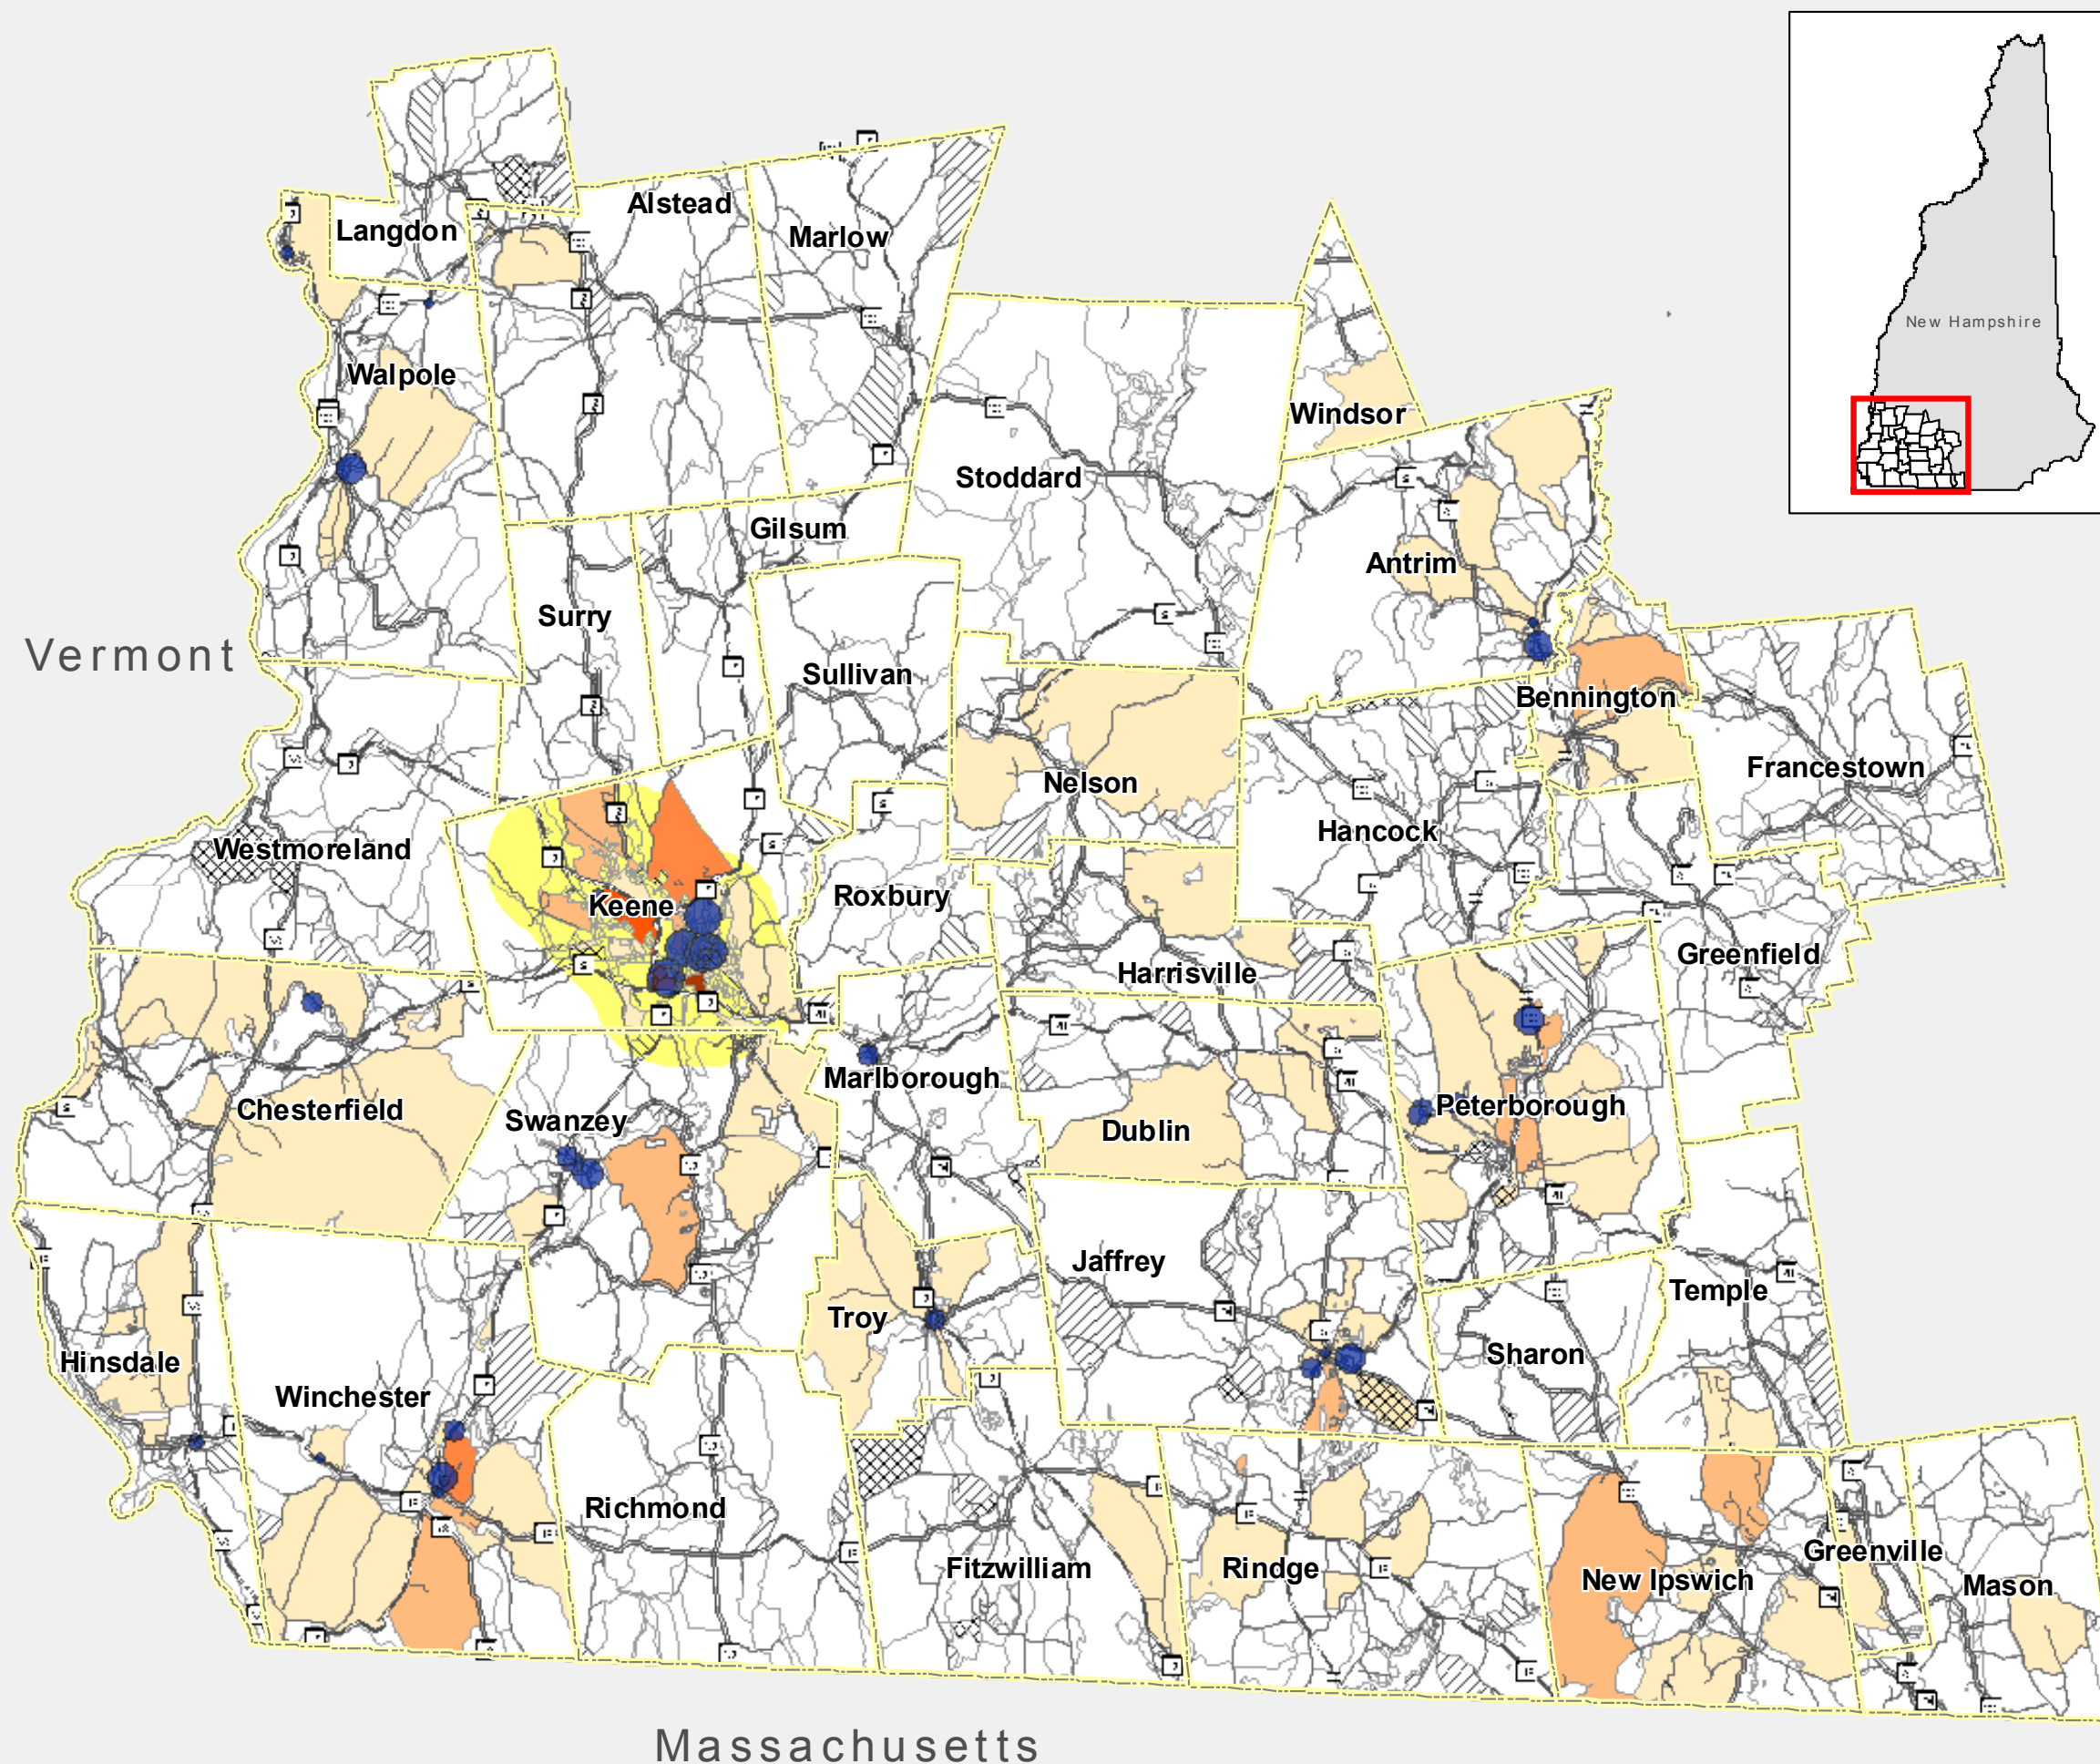 Alstead
Langdon
Marlow
New Hampshire
Walpole
Windsor
Stoddard
Gilsum
Antrim
Surry
Vermont
Sullivan
Bennington
Nelson
Francestown
Hancock
Westmoreland
Roxbury
Keene
Greenfield
Harrisville
Marlborough
Peterborough
Chesterfield
Swanzey
Dublin
Jaffrey
Temple
Troy
Sharon
Hinsdale
Winchester
Richmond
Greenville
Fitzwilliam
Rindge
New Ipswich
Mason
Massachusetts